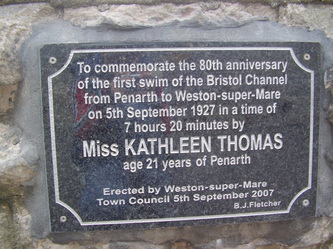 To commemorate the 80th anniversary
of the first swim of the Bristol Channel
from Penarth to Weston-super-Mare
on 5th September 1927 in a time of
7 hours 20 minutes by
Miss KATHLEEN THOMAS
age 21 years of Penarth
Erected by Weston-super-Mare
Town Council 5th September 2007
B.J.Fletcher